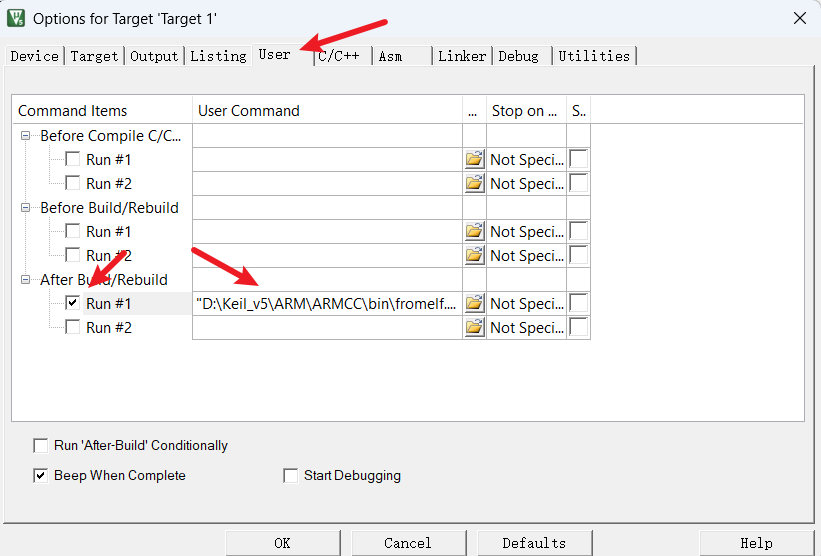 Options for Target 'Target 1'
Device Target Output Listing User C/C++ Asm Linker Debug Utilities
Command Items User Command ... Stop on ... S..
Before Compile C/C...
Run #1 Not Speci...
Run #2 Not Speci...
Before Build/Rebuild
Run #1 Not Speci...
Run #2 Not Speci...
After Build/Rebuild
Run #1 "D:\Keil_v5\ARM\ARMCC\bin\fromelf.... Not Speci...
Run #2 Not Speci...
Run 'After-Build' Conditionally
Beep When Complete Start Debugging
OK Cancel Defaults Help